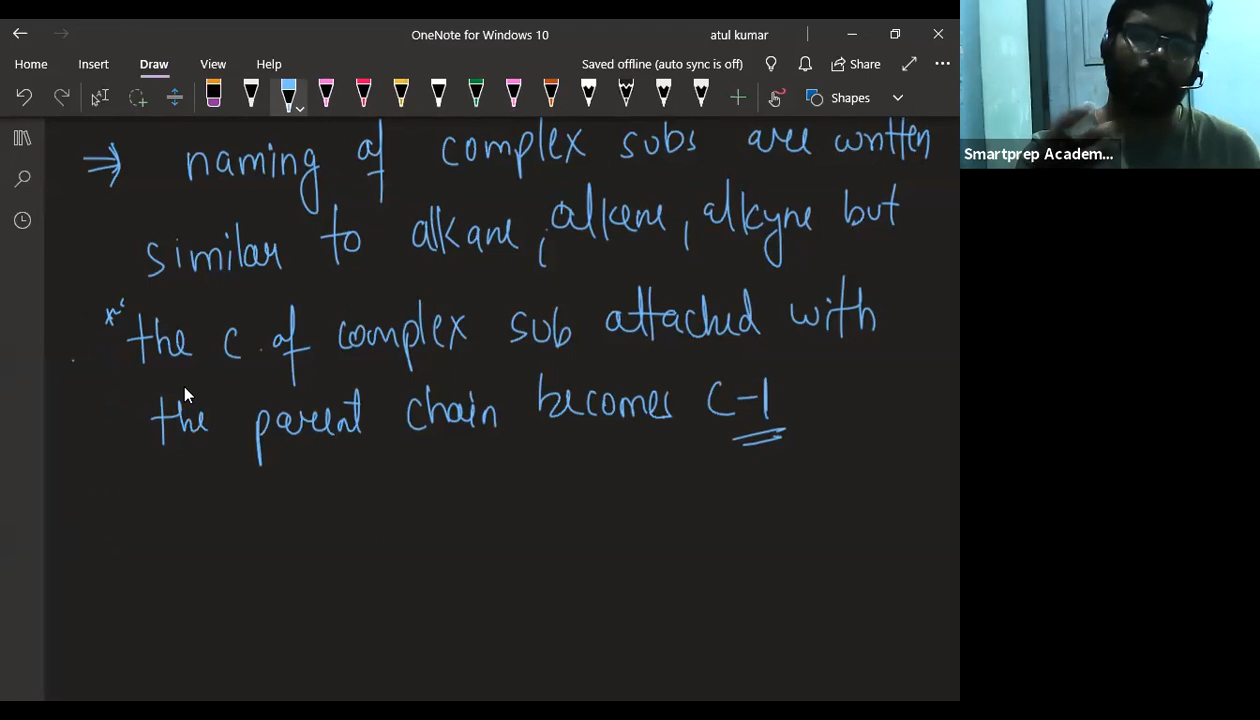 OneNote for Windows 10
atul kumar
Home Insert Draw View Help
Saved offline (auto sync is off)
Share
Shapes
⇒ naming of complex subs are written
similar to alkane, alkene, alkyne but
* the C of complex sub attached with
the parent chain becomes C-1
Smartprep Academ...